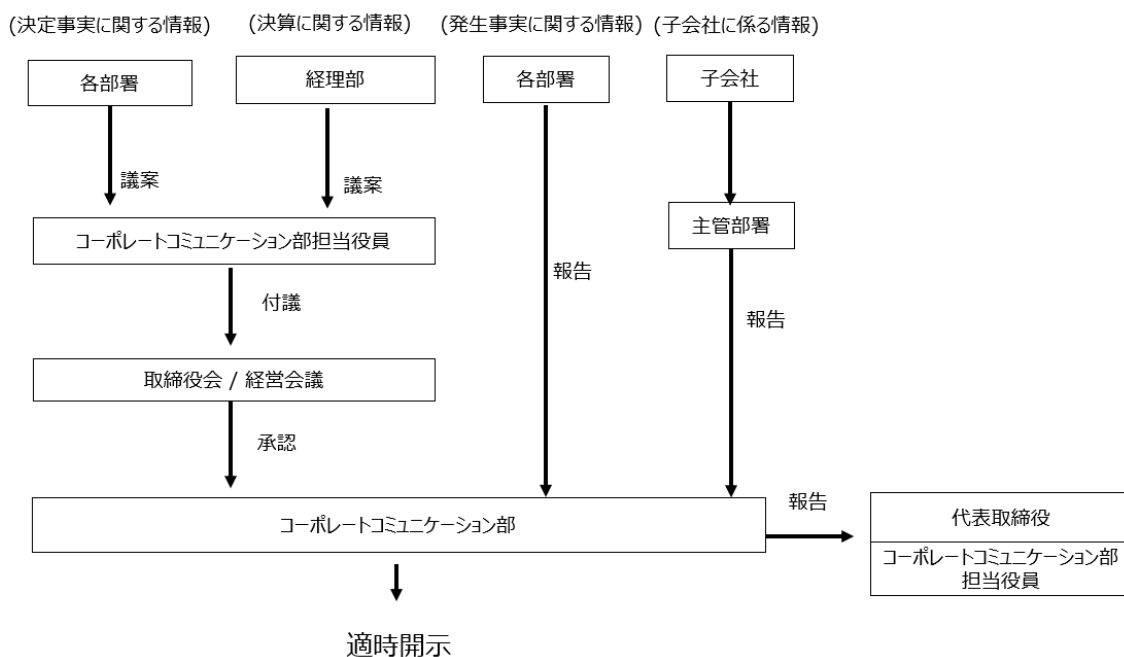 (決定事実に関する情報)
(決算に関する情報)
(発生事実に関する情報)
(子会社に係る情報)
各部署
経理部
各部署
子会社
議案
議案
主管部署
コーポレートコミュニケーション部担当役員
報告
付議
報告
取締役会 / 経営会議
承認
報告
コーポレートコミュニケーション部
代表取締役
コーポレートコミュニケーション部
担当役員
適時開示